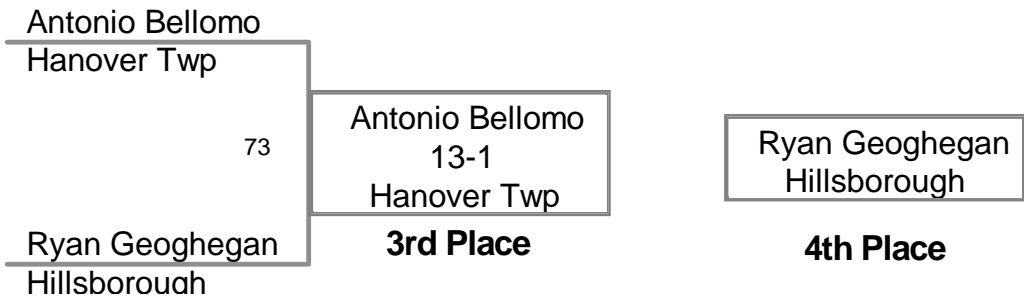 Antonio Bellomo
Hanover Twp
73
Ryan Geoghegan
Hillsborough
Antonio Bellomo
13-1
Hanover Twp
3rd Place
Ryan Geoghegan
Hillsborough
4th Place